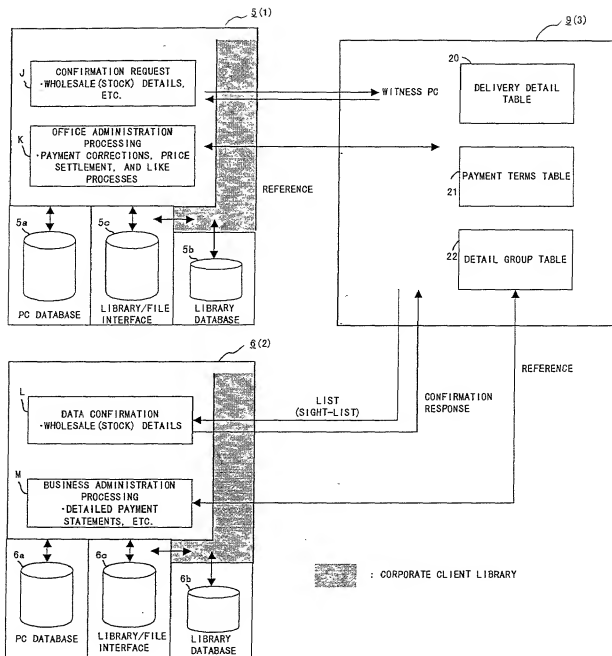 5(1)
J
CONFIRMATION REQUEST
·WHOLESALE(STOCK) DETAILS,
ETC.
K
OFFICE ADMINISTRATION
PROCESSING
·PAYMENT CORRECTIONS, PRICE
SETTLEMENT, AND LIKE
PROCESSES
REFERENCE
5a
5c
5b
PC DATABASE
LIBRARY/FILE
INTERFACE
LIBRARY
DATABASE
9(3)
WITNESS PC
20
DELIVERY DETAIL
TABLE
21
PAYMENT TERMS TABLE
22
DETAIL GROUP TABLE
6(2)
L
DATA CONFIRMATION
·WHOLESALE(STOCK) DETAILS
LIST
(SIGHT-LIST)
CONFIRMATION
RESPONSE
REFERENCE
M
BUSINESS ADMINISTRATION
PROCESSING
·DETAILED PAYMENT
STATEMENTS, ETC.
6a
6c
6b
PC DATABASE
LIBRARY/FILE
INTERFACE
LIBRARY
DATABASE
: CORPORATE CLIENT LIBRARY